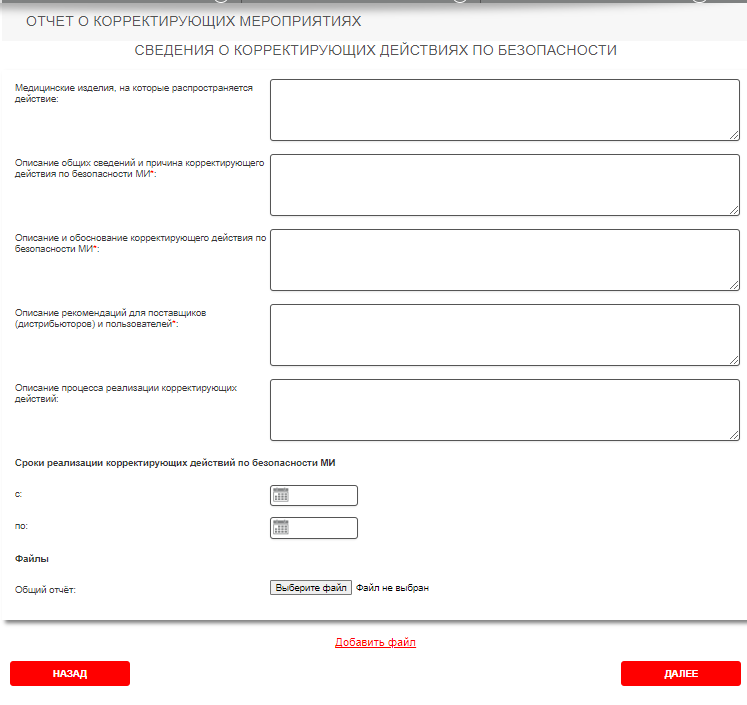 ОТЧЕТ О КОРРЕКТИРУЮЩИХ МЕРОПРИЯТИЯХ
СВЕДЕНИЯ О КОРРЕКТИРУЮЩИХ ДЕЙСТВИЯХ ПО БЕЗОПАСНОСТИ
Медицинские изделия, на которые распространяется
действие:
Описание общих сведений и причина корректирующего
действия по безопасности МИ*:
Описание и обоснование корректирующего действия по
безопасности МИ*:
Описание рекомендаций для поставщиков
(дистрибьюторов) и пользователей*:
Описание процесса реализации корректирующих
действий:
Сроки реализации корректирующих действий по безопасности МИ
с:
по:
Файлы
Общий отчёт:
Выберите файл Файл не выбран
Добавить файл
НАЗАД
ДАЛЕЕ